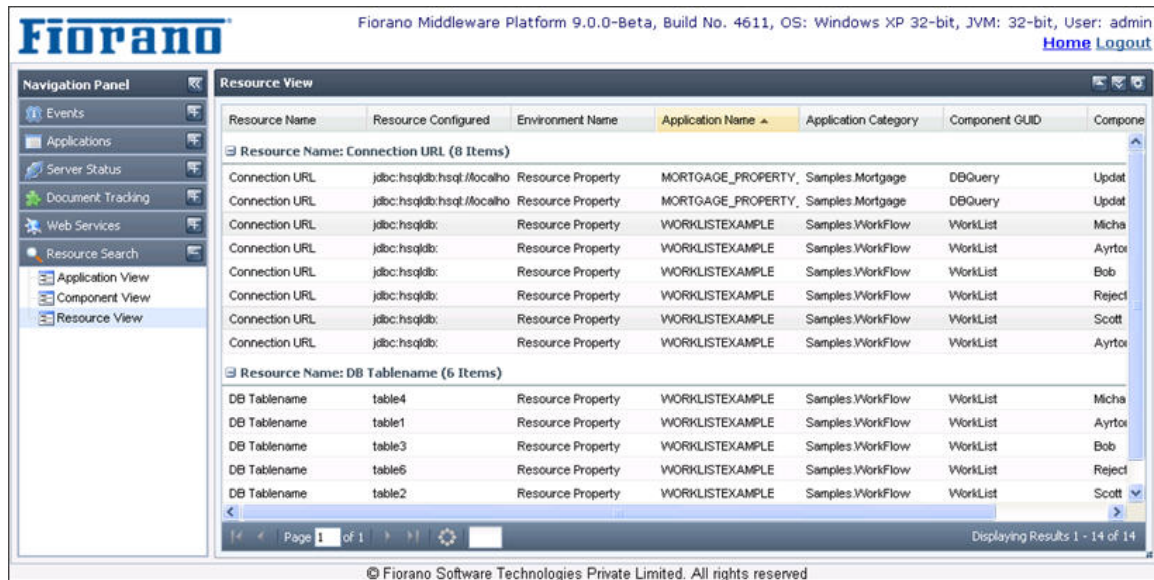 Fiorano
Fiorano Middleware Platform 9.0.0-Beta, Build No. 4611, OS: Windows XP 32-bit, JVM: 32-bit, User: admin
Home Logout
Navigation Panel
Events
Applications
Server Status
Document Tracking
Web Services
Resource Search
Application View
Component View
Resource View
Resource View
Resource Name Resource Configured Environment Name Application Name Application Category Component GUID Compone
Resource Name: Connection URL (8 Items)
Connection URL jdbc:hsqldb:hsql://localho Resource Property MORTGAGE_PROPERTY_ Samples.Mortgage DBQuery Updat
Connection URL jdbc:hsqldb:hsql://localho Resource Property MORTGAGE_PROPERTY_ Samples.Mortgage DBQuery Updat
Connection URL jdbc:hsqldb: Resource Property WORKLISTEXAMPLE Samples.WorkFlow WorkList Micha
Connection URL jdbc:hsqldb: Resource Property WORKLISTEXAMPLE Samples.WorkFlow WorkList Ayrto
Connection URL jdbc:hsqldb: Resource Property WORKLISTEXAMPLE Samples.WorkFlow WorkList Bob
Connection URL jdbc:hsqldb: Resource Property WORKLISTEXAMPLE Samples.WorkFlow WorkList Reject
Connection URL jdbc:hsqldb: Resource Property WORKLISTEXAMPLE Samples.WorkFlow WorkList Scott
Connection URL jdbc:hsqldb: Resource Property WORKLISTEXAMPLE Samples.WorkFlow WorkList Ayrto
Resource Name: DB Tablename (6 Items)
DB Tablename table4 Resource Property WORKLISTEXAMPLE Samples.WorkFlow WorkList Micha
DB Tablename table1 Resource Property WORKLISTEXAMPLE Samples.WorkFlow WorkList Ayrto
DB Tablename table3 Resource Property WORKLISTEXAMPLE Samples.WorkFlow WorkList Bob
DB Tablename table6 Resource Property WORKLISTEXAMPLE Samples.WorkFlow WorkList Reject
DB Tablename table2 Resource Property WORKLISTEXAMPLE Samples.WorkFlow WorkList Scott
Page 1 of 1 Displaying Results 1 - 14 of 14
© Fiorano Software Technologies Private Limited. All rights reserved